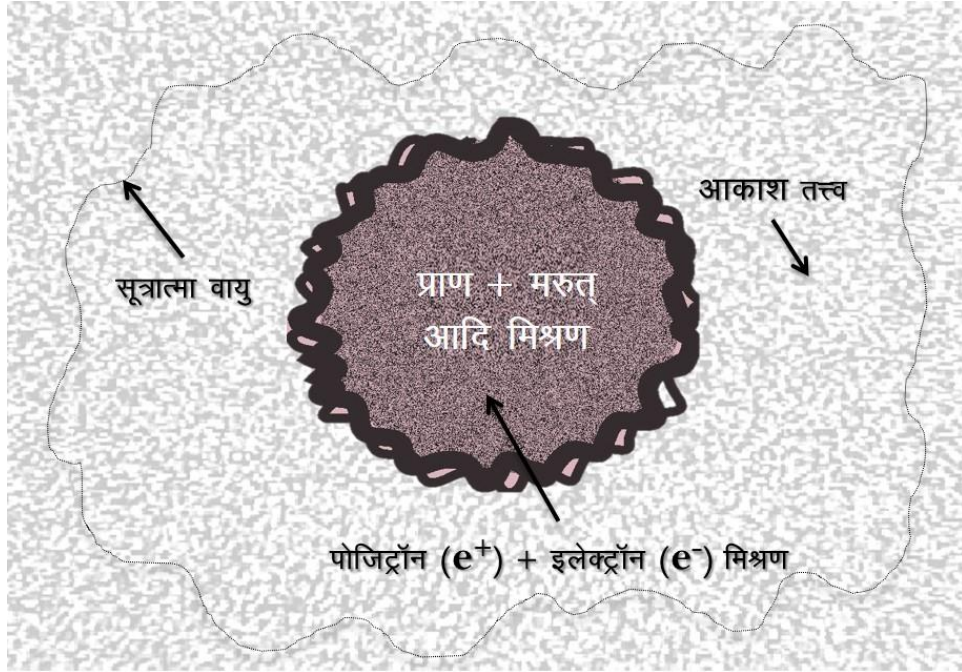 आकाश तत्त्व
सूत्रात्मा वायु
प्राण + मरुत्
आदि मिश्रण
पोजिट्रॉन (e⁺) + इलेक्ट्रॉन (e⁻) मिश्रण